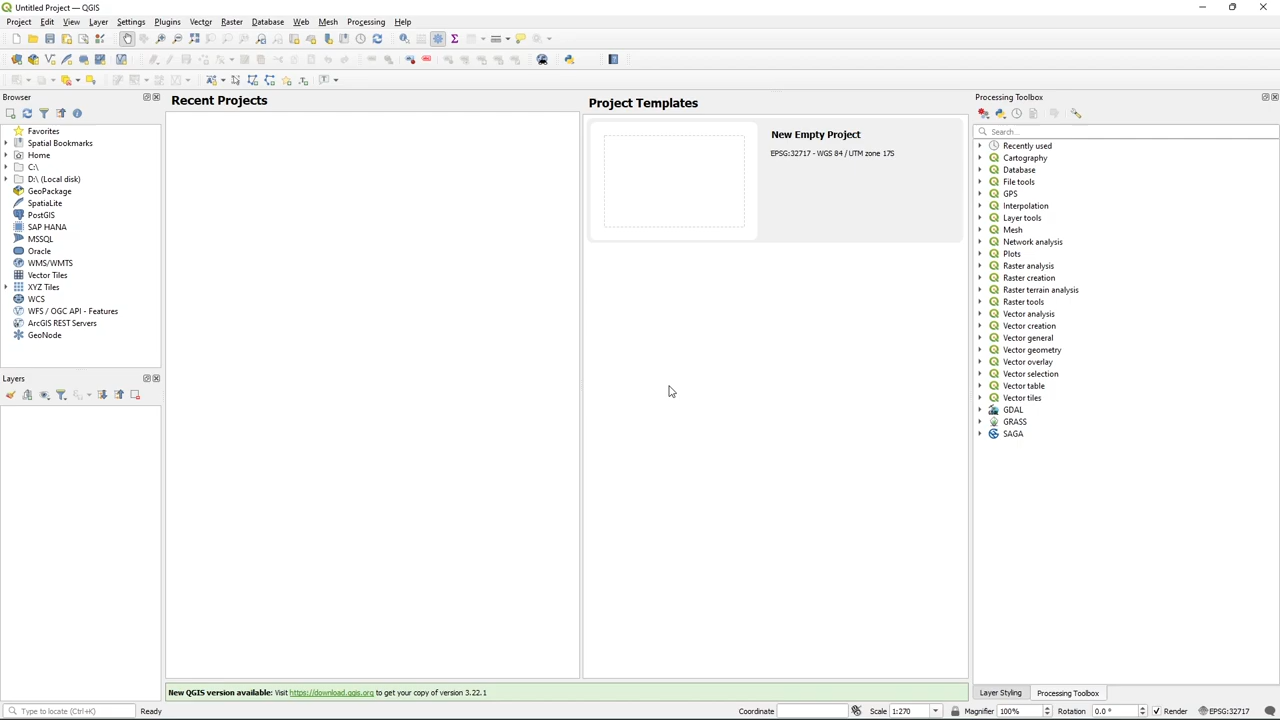 Untitled Project — QGIS
Project Edit View Layer Settings Plugins Vector Raster Database Web Mesh Processing Help
Browser
Favorites
Spatial Bookmarks
Home
C:\
D:\ (Local disk)
GeoPackage
SpatiaLite
PostGIS
SAP HANA
MSSQL
Oracle
WMS/WMTS
Vector Tiles
XYZ Tiles
WCS
WFS / OGC API - Features
ArcGIS REST Servers
GeoNode
Layers
Recent Projects
Project Templates
New Empty Project
EPSG:32717 - WGS 84 / UTM zone 17S
New QGIS version available: Visit https://download.qgis.org to get your copy of version 3.22.1
Processing Toolbox
Search...
Recently used
Cartography
Database
File tools
GPS
Interpolation
Layer tools
Mesh
Network analysis
Plots
Raster analysis
Raster creation
Raster terrain analysis
Raster tools
Vector analysis
Vector creation
Vector general
Vector geometry
Vector overlay
Vector selection
Vector table
Vector tiles
GDAL
GRASS
SAGA
Layer Styling Processing Toolbox
Type to locate (Ctrl+K) Ready Coordinate Scale 1:270 Magnifier 100% Rotation 0.0 ° Render EPSG:32717